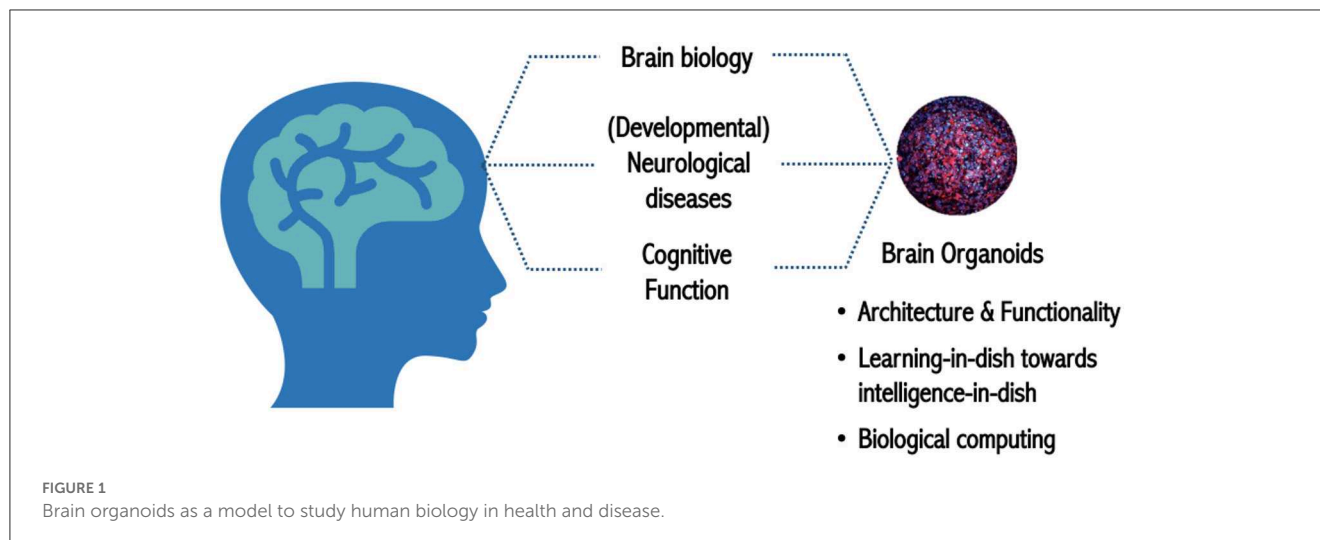 Brain biology
(Developmental)
Neurological
diseases
Cognitive
Function
Brain Organoids
• Architecture & Functionality
• Learning-in-dish towards
intelligence-in-dish
• Biological computing
FIGURE 1
Brain organoids as a model to study human biology in health and disease.